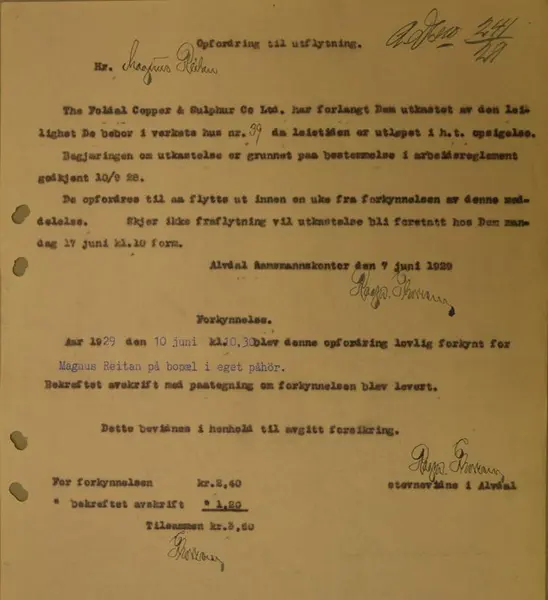 Opfordring til utflytning.
241
Hr. Magnus Reitan
The Foldal Copper & Sulphur Co Ltd. har forlangt Dem utkastet av den lei-
lighet De bebor i verkets hus nr. 39 da leietiden er utløpet i h.t. opsigelse.
Begjæringen om utkastelse er grunnet paa bestemmelse i arbeidsreglement
godkjent 10/9 28.
De opfordres til aa flytte ut innen en uke fra forkynnelsen av denne med-
delelse. Skjer ikke fraflytning vil utkastelse bli foretatt hos Dem man-
dag 17 juni kl.10 form.
Alvdal lensmannskontor den 7 juni 1929
Forkynnelse.
Aar 1929 den 10 juni kl.10,30 blev denne opfordring lovlig forkynt for
Magnus Reitan på bopæl i eget påhör.
Bekreftet avskrift med paategning om forkynnelsen blev levert.
Dette bevidnes i henhold til avgitt forsikring.
For forkynnelsen kr.2,40
" bekreftet avskrift " 1,20
Tilsammen kr.3,60
stevnevidne i Alvdal